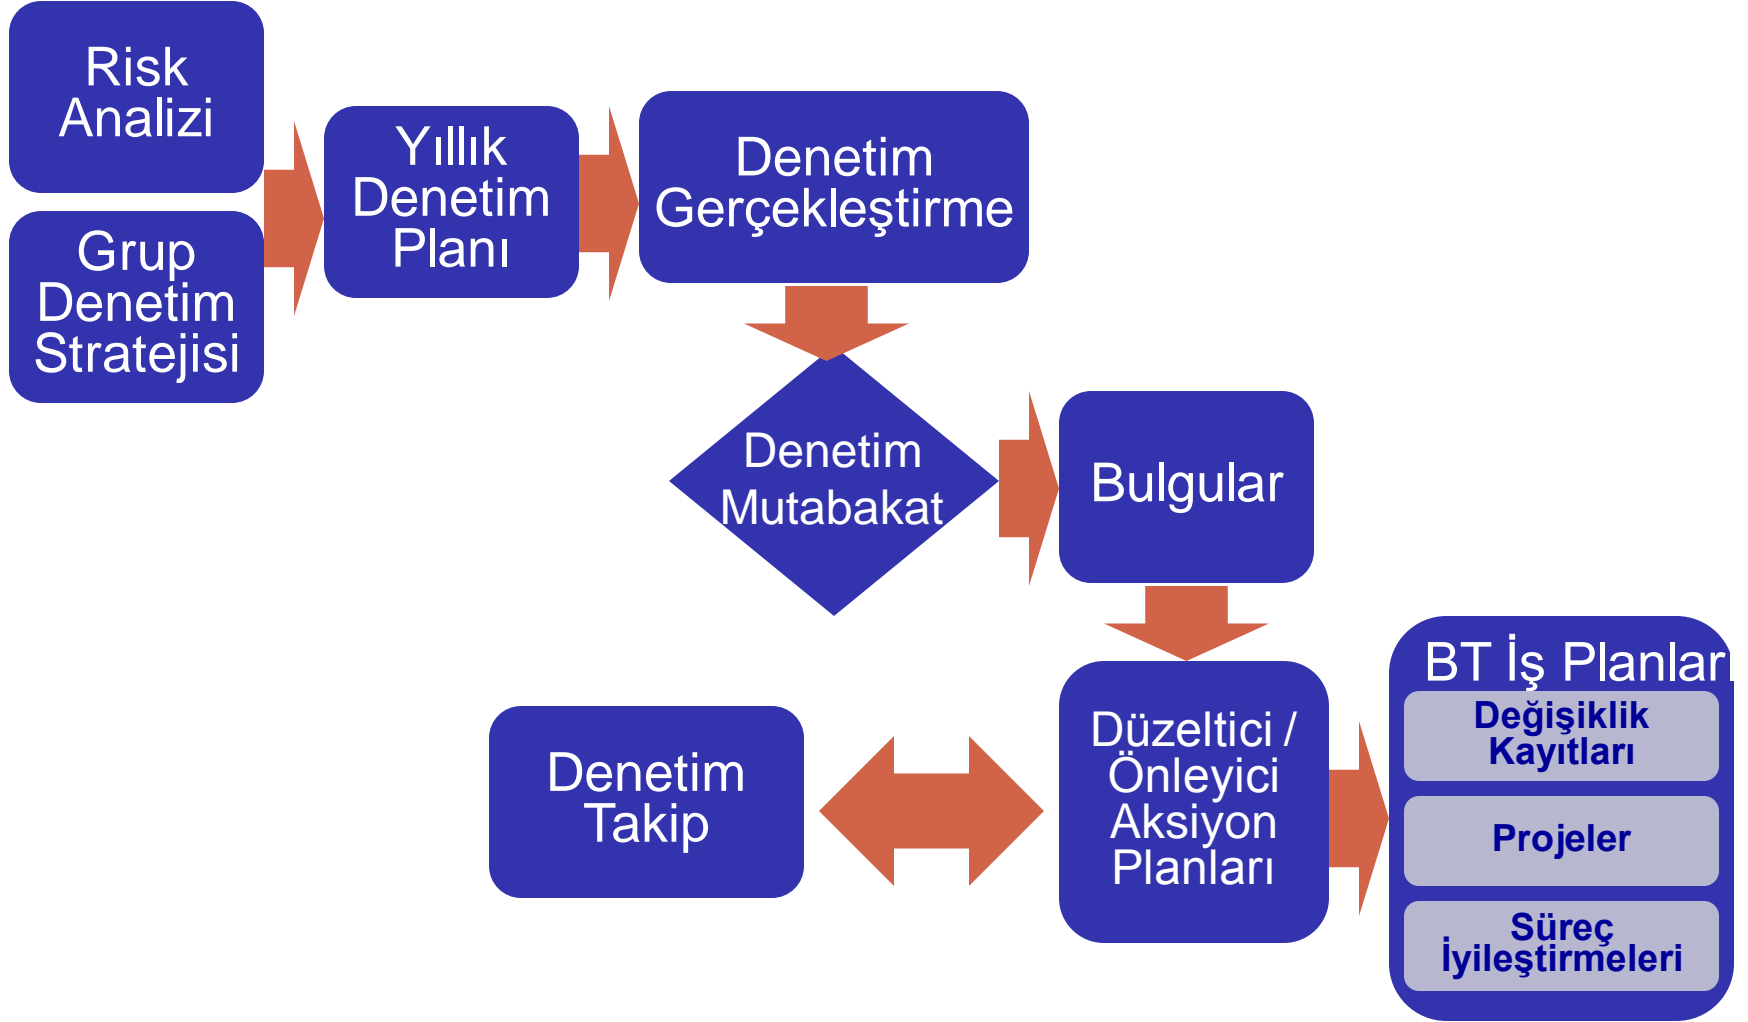 Risk
Analizi
Grup
Denetim
Stratejisi
Yıllık
Denetim
Planı
Denetim
Gerçekleştirme
Denetim
Mutabakat
Bulgular
Denetim
Takip
Düzeltici /
Önleyici
Aksiyon
Planları
BT İş Planları
Değişiklik
Kayıtları
Projeler
Süreç
İyileştirmeleri